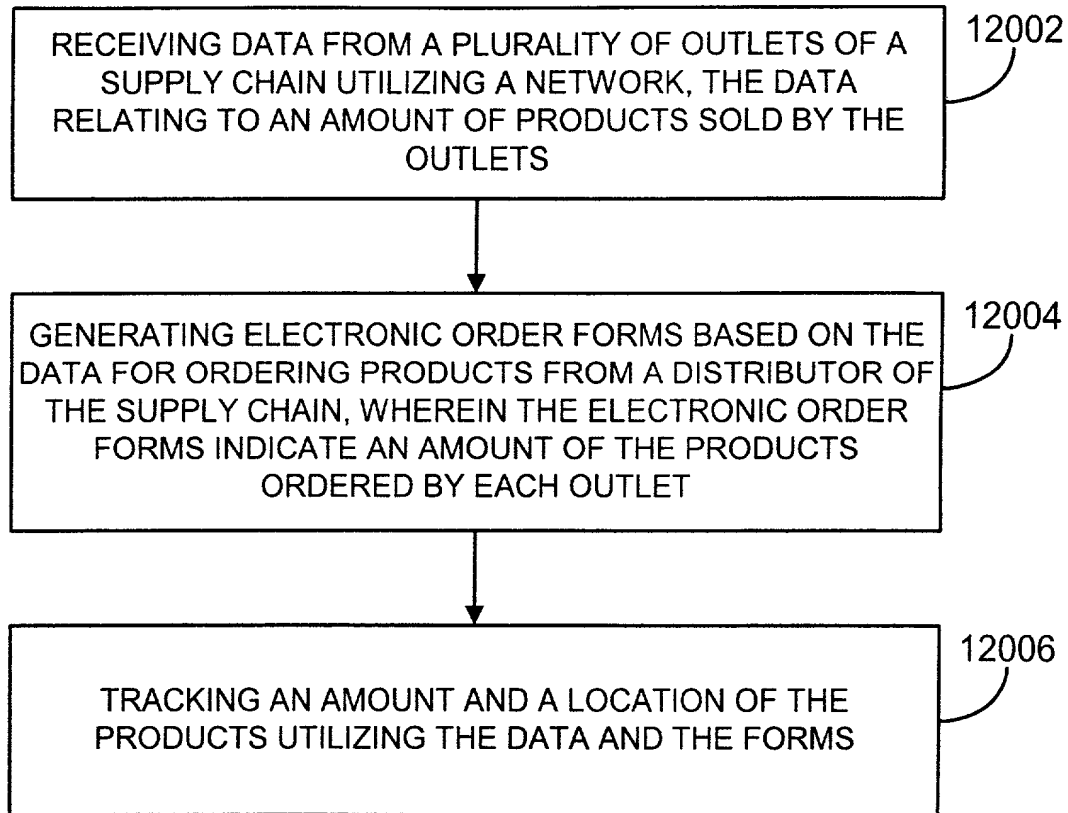 RECEIVING DATA FROM A PLURALITY OF OUTLETS OF A
SUPPLY CHAIN UTILIZING A NETWORK, THE DATA
RELATING TO AN AMOUNT OF PRODUCTS SOLD BY THE
OUTLETS
12002
GENERATING ELECTRONIC ORDER FORMS BASED ON THE
DATA FOR ORDERING PRODUCTS FROM A DISTRIBUTOR OF
THE SUPPLY CHAIN, WHEREIN THE ELECTRONIC ORDER
FORMS INDICATE AN AMOUNT OF THE PRODUCTS
ORDERED BY EACH OUTLET
12004
TRACKING AN AMOUNT AND A LOCATION OF THE
PRODUCTS UTILIZING THE DATA AND THE FORMS
12006